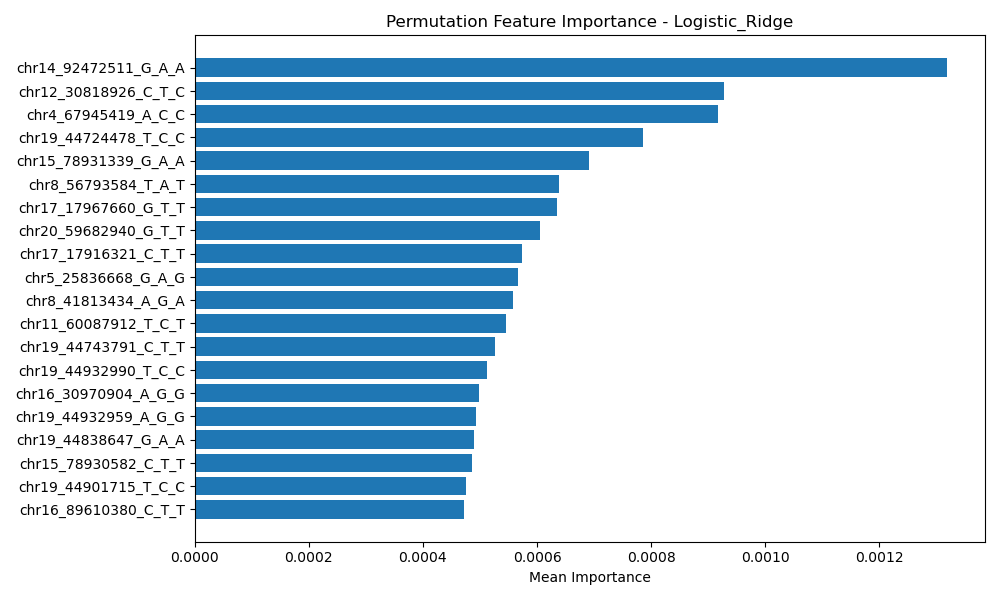 Permutation Feature Importance - Logistic_Ridge
chr14_92472511_G_A_A
chr12_30818926_C_T_C
chr4_67945419_A_C_C
chr19_44724478_T_C_C
chr15_78931339_G_A_A
chr8_56793584_T_A_T
chr17_17967660_G_T_T
chr20_59682940_G_T_T
chr17_17916321_C_T_T
chr5_25836668_G_A_G
chr8_41813434_A_G_A
chr11_60087912_T_C_T
chr19_44743791_C_T_T
chr19_44932990_T_C_C
chr16_30970904_A_G_G
chr19_44932959_A_G_G
chr19_44838647_G_A_A
chr15_78930582_C_T_T
chr19_44901715_T_C_C
chr16_89610380_C_T_T
0.0000 0.0002 0.0004 0.0006 0.0008 0.0010 0.0012
Mean Importance